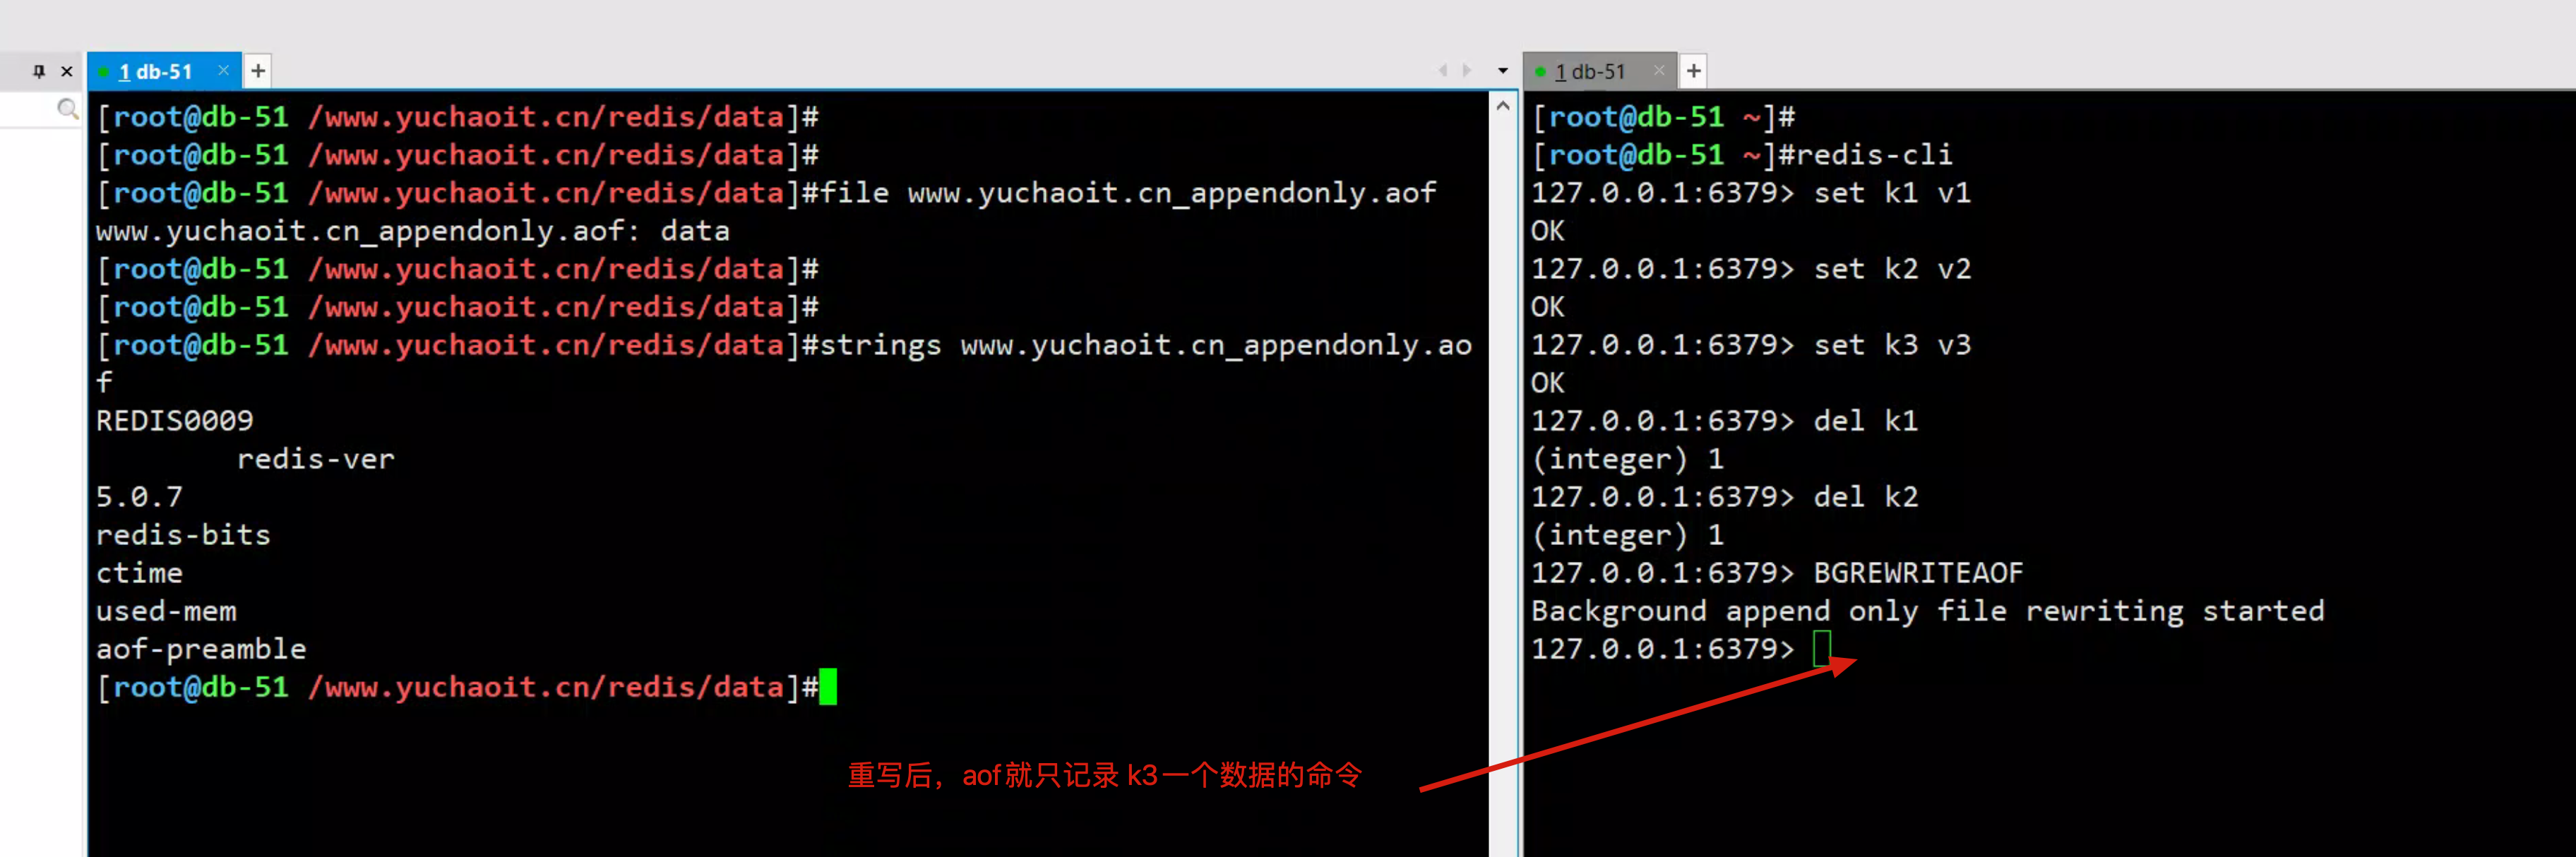 1 db-51
[root@db-51 /www.yuchaoit.cn/redis/data]#
[root@db-51 /www.yuchaoit.cn/redis/data]#
[root@db-51 /www.yuchaoit.cn/redis/data]#file www.yuchaoit.cn_appendonly.aof
www.yuchaoit.cn_appendonly.aof: data
[root@db-51 /www.yuchaoit.cn/redis/data]#
[root@db-51 /www.yuchaoit.cn/redis/data]#
[root@db-51 /www.yuchaoit.cn/redis/data]#strings www.yuchaoit.cn_appendonly.ao
f
REDIS0009
redis-ver
5.0.7
redis-bits
ctime
used-mem
aof-preamble
[root@db-51 /www.yuchaoit.cn/redis/data]#
重写后，aof就只记录 k3一个数据的命令
1 db-51
[root@db-51 ~]#
[root@db-51 ~]#redis-cli
127.0.0.1:6379> set k1 v1
OK
127.0.0.1:6379> set k2 v2
OK
127.0.0.1:6379> set k3 v3
OK
127.0.0.1:6379> del k1
(integer) 1
127.0.0.1:6379> del k2
(integer) 1
127.0.0.1:6379> BGREWRITEAOF
Background append only file rewriting started
127.0.0.1:6379>